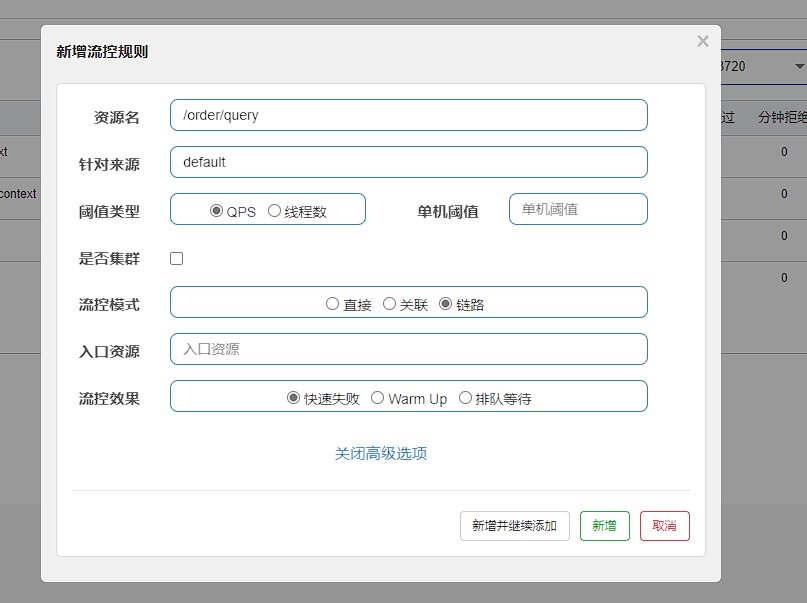 新增流控规则
×
3720
资源名 /order/query
过 分钟拒绝
针对来源 default
xt
0
阈值类型 QPS 线程数 单机阈值 单机阈值
context
0
是否集群
0
流控模式 直接 关联 链路
0
入口资源 入口资源
流控效果 快速失败 Warm Up 排队等待
关闭高级选项
新增并继续添加 新增 取消